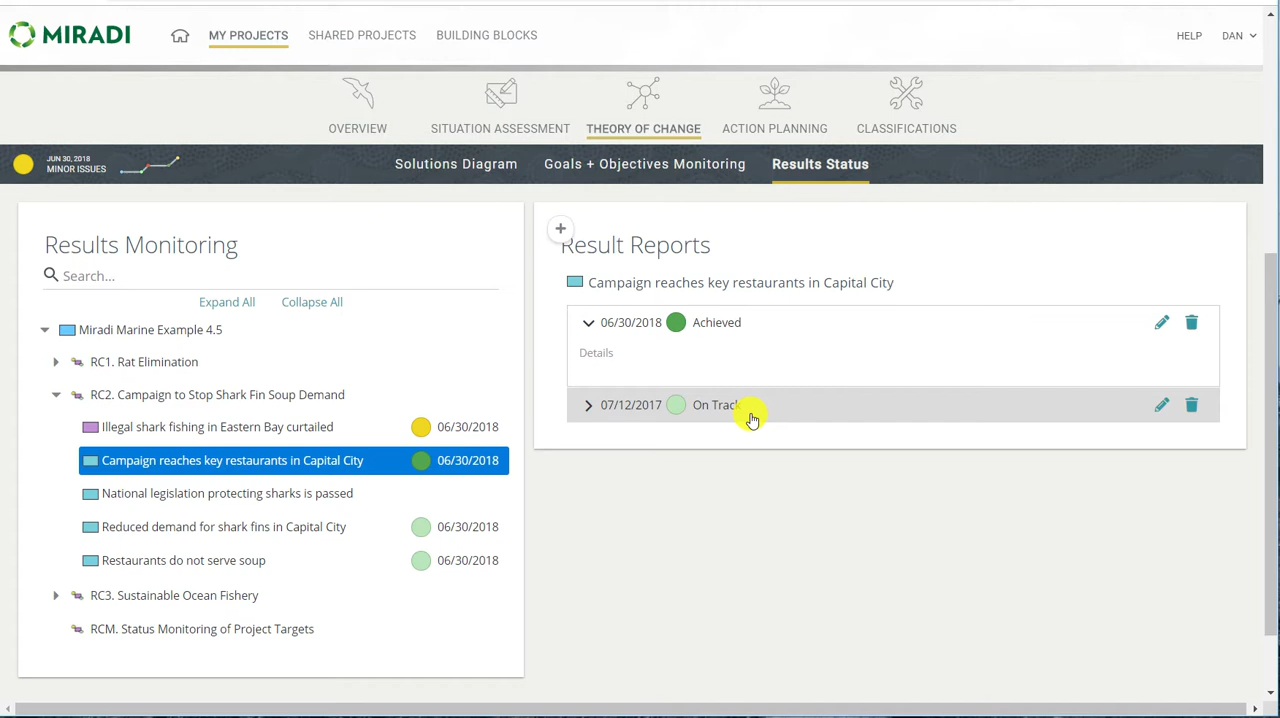 MIRADI
MY PROJECTS
SHARED PROJECTS
BUILDING BLOCKS
HELP
DAN
OVERVIEW
SITUATION ASSESSMENT
THEORY OF CHANGE
ACTION PLANNING
CLASSIFICATIONS
JUN 30, 2018
MINOR ISSUES
Solutions Diagram
Goals + Objectives Monitoring
Results Status
Results Monitoring
Search...
Expand All
Collapse All
Miradi Marine Example 4.5
RC1. Rat Elimination
RC2. Campaign to Stop Shark Fin Soup Demand
Illegal shark fishing in Eastern Bay curtailed 06/30/2018
Campaign reaches key restaurants in Capital City 06/30/2018
National legislation protecting sharks is passed
Reduced demand for shark fins in Capital City 06/30/2018
Restaurants do not serve soup 06/30/2018
RC3. Sustainable Ocean Fishery
RCM. Status Monitoring of Project Targets
Result Reports
Campaign reaches key restaurants in Capital City
06/30/2018 Achieved
Details
07/12/2017 On Track